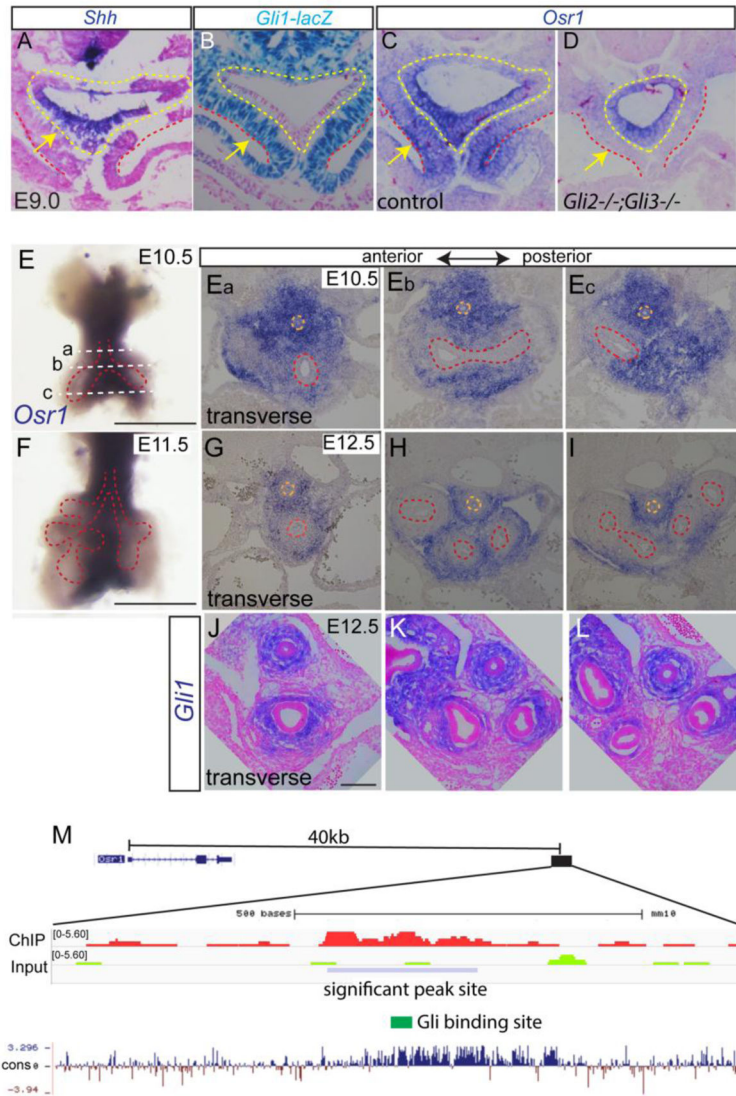 Shh
Gli1-lacZ
Osr1
A
B
C
D
E9.0
control
Gli2-/-;Gli3-/-
anterior
posterior
E
E10.5
Ea
E10.5
Eb
Ec
a
b
c
Osr1
transverse
F
E11.5
G
E12.5
H
I
transverse
Gli1
J
E12.5
K
L
transverse
M
40kb
Osr1
500 bases
mm10
ChIP
[0-5.60]
Input
[0-5.60]
significant peak site
Gli binding site
3.296
cons 0
-3.94